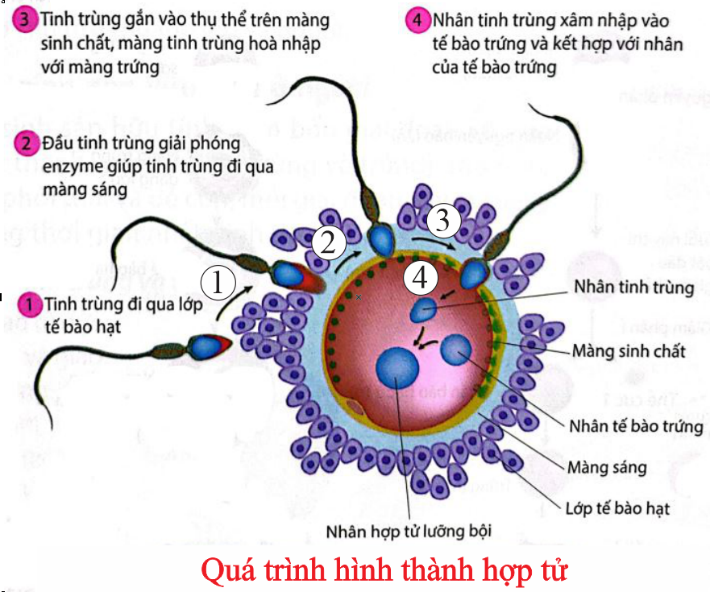 3 Tinh trùng gắn vào thụ thể trên màng
sinh chất, màng tinh trùng hoà nhập
với màng trứng
4 Nhân tinh trùng xâm nhập vào
tế bào trứng và kết hợp với nhân
của tế bào trứng
2 Đầu tinh trùng giải phóng
enzyme giúp tinh trùng đi qua
màng sáng
1 Tinh trùng đi qua lớp
tế bào hạt
1
2
3
4
Nhân tinh trùng
Màng sinh chất
Nhân tế bào trứng
Màng sáng
Lớp tế bào hạt
Nhân hợp tử lưỡng bội
Quá trình hình thành hợp tử